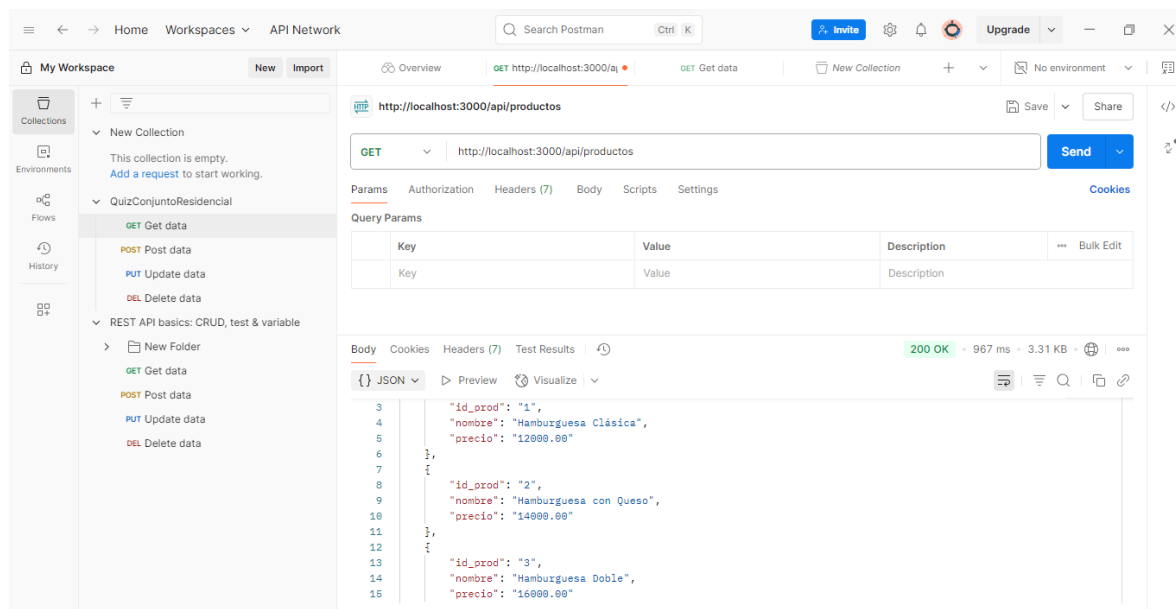 Home Workspaces API Network Search Postman Ctrl K Invite Upgrade
My Workspace New Import
Overview GET http://localhost:3000/a GET Get data New Collection No environment
Collections
Environments
Flows
History
New Collection
This collection is empty.
Add a request to start working.
QuizConjuntoResidencial
GET Get data
POST Post data
PUT Update data
DEL Delete data
REST API basics: CRUD, test & variable
New Folder
GET Get data
POST Post data
PUT Update data
DEL Delete data
HTTP http://localhost:3000/api/productos Save Share
GET http://localhost:3000/api/productos Send
Params Authorization Headers (7) Body Scripts Settings Cookies
Query Params
Key Value Description Bulk Edit
Key Value Description
Body Cookies Headers (7) Test Results 200 OK 967 ms 3.31 KB
{} JSON Preview Visualize
3 "id_prod": "1",
4 "nombre": "Hamburguesa Clásica",
5 "precio": "12000.00"
6 },
7 {
8 "id_prod": "2",
9 "nombre": "Hamburguesa con Queso",
10 "precio": "14000.00"
11 },
12 {
13 "id_prod": "3",
14 "nombre": "Hamburguesa Doble",
15 "precio": "16000.00"